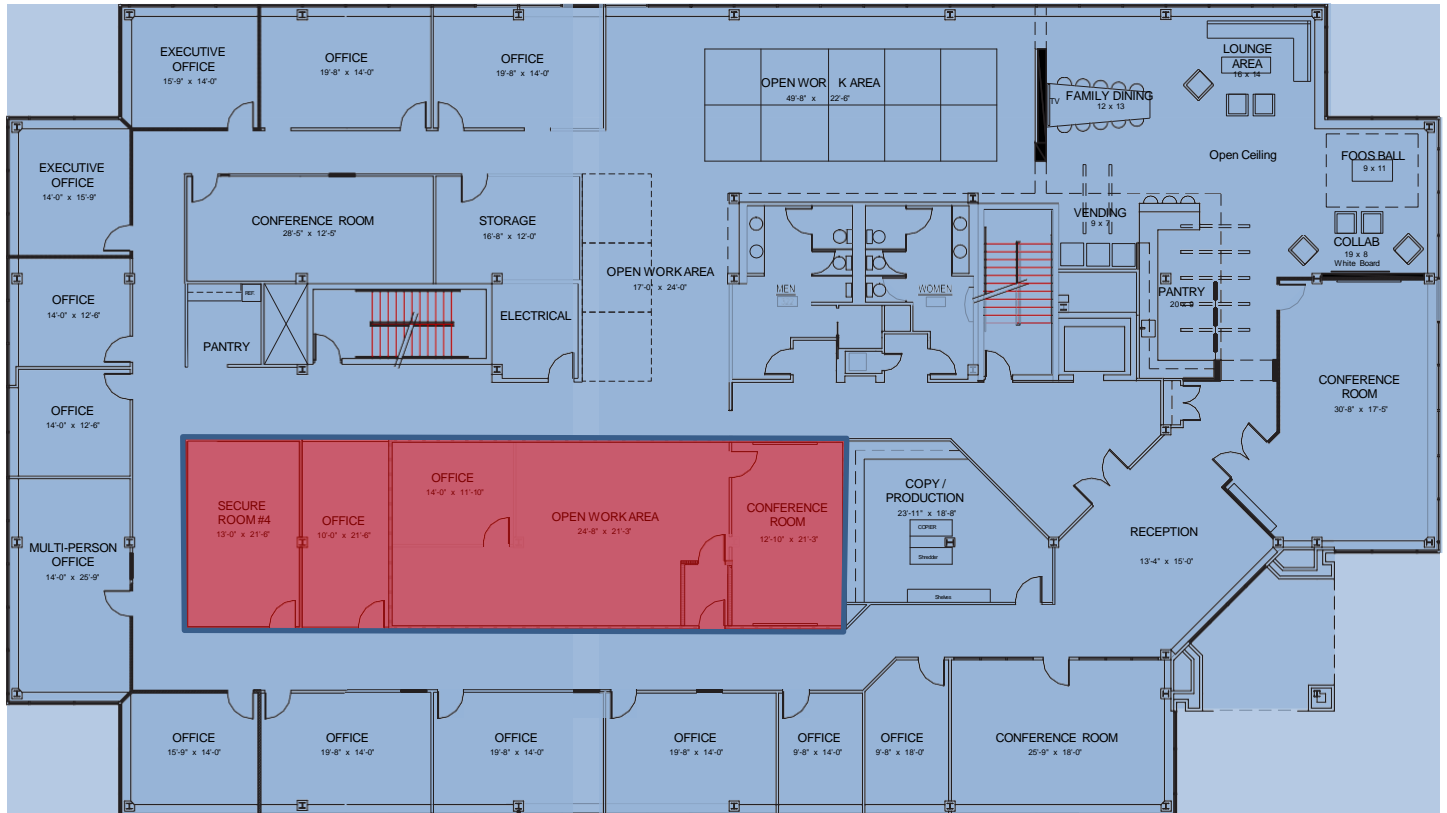 EXECUTIVE
OFFICE
15'-9" x 14'-0"
OFFICE
19'-8" x 14'-0"
OFFICE
19'-8" x 14'-0"
OPEN WOR K AREA
49'-8" x 22'-6"
TV
FAMILY DINING
12 x 13
LOUNGE
AREA
16 x 14
Open Ceiling
FOOS BALL
9 x 11
EXECUTIVE
OFFICE
14'-0" x 15'-9"
CONFERENCE ROOM
28'-5" x 12'-5"
STORAGE
16'-8" x 12'-0"
OPEN WORK AREA
17'-0" x 24'-0"
VENDING
9 x 7
COLLAB
19 x 8
White Board
MEN
WOMEN
OFFICE
14'-0" x 12'-6"
REF.
PANTRY
ELECTRICAL
PANTRY
20 x 9
OFFICE
14'-0" x 12'-6"
CONFERENCE
ROOM
30'-8" x 17'-5"
SECURE
ROOM #4
13'-0" x 21'-6"
OFFICE
10'-0" x 21'-6"
OFFICE
14'-0" x 11'-10"
OPEN WORK AREA
24'-8" x 21'-3"
CONFERENCE
ROOM
12'-10" x 21'-3"
COPY /
PRODUCTION
23'-11" x 18'-8"
COPIER
Shredder
Shelves
RECEPTION
13'-4" x 15'-0"
MULTI-PERSON
OFFICE
14'-0" x 25'-9"
OFFICE
15'-9" x 14'-0"
OFFICE
19'-8" x 14'-0"
OFFICE
19'-8" x 14'-0"
OFFICE
19'-8" x 14'-0"
OFFICE
9'-8" x 14'-0"
OFFICE
9'-8" x 18'-0"
CONFERENCE ROOM
25'-9" x 18'-0"